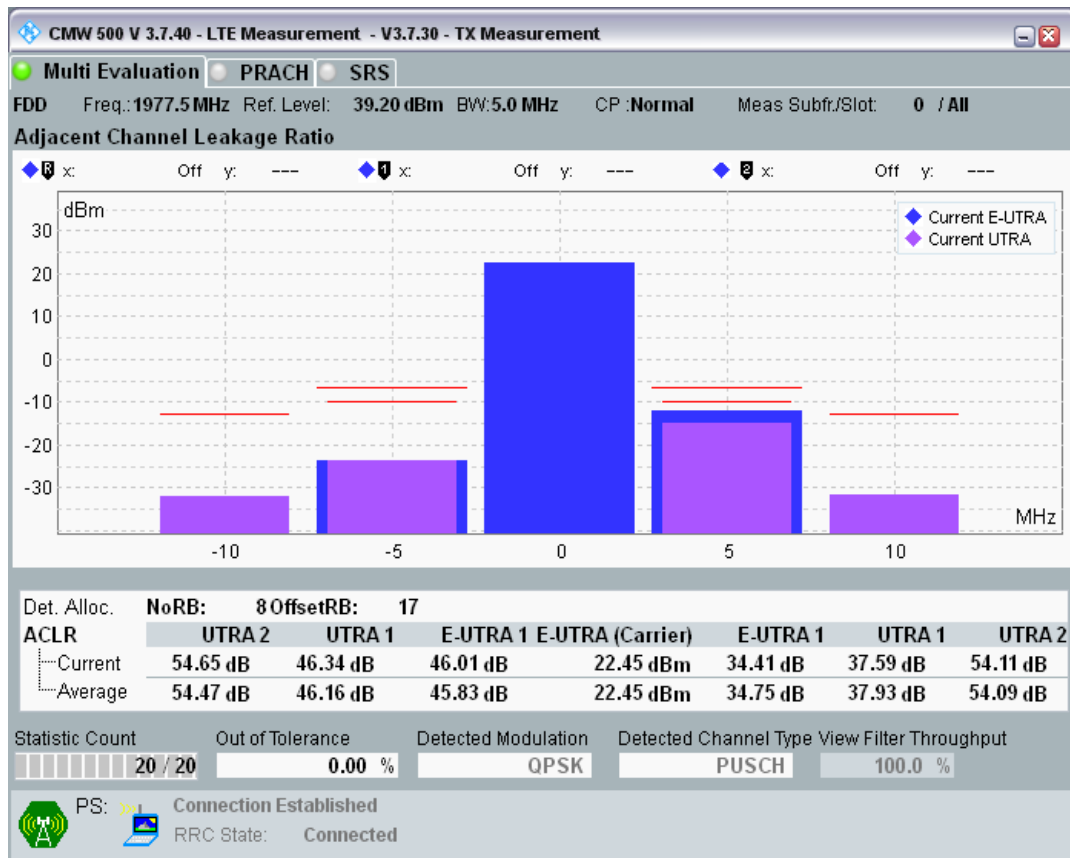 CMW 500 V 3.7.40 - LTE Measurement - V3.7.30 - TX Measurement
Multi Evaluation PRACH SRS
FDD Freq.:1977.5 MHz Ref. Level: 39.20 dBm BW:5.0 MHz CP :Normal Meas Subfr./Slot: 0 / All
Adjacent Channel Leakage Ratio
R x: Off y: --- 1 x: Off y: --- 2 x: Off y: ---
dBm
Current E-UTRA
Current UTRA
30
20
10
0
-10
-20
-30
MHz
-10 -5 0 5 10
Det. Alloc. NoRB: 8 OffsetRB: 17
ACLR UTRA 2 UTRA 1 E-UTRA 1 E-UTRA (Carrier) E-UTRA 1 UTRA 1 UTRA 2
Current 54.65 dB 46.34 dB 46.01 dB 22.45 dBm 34.41 dB 37.59 dB 54.11 dB
Average 54.47 dB 46.16 dB 45.83 dB 22.45 dBm 34.75 dB 37.93 dB 54.09 dB
Statistic Count Out of Tolerance Detected Modulation Detected Channel Type View Filter Throughput
20 / 20 0.00 % QPSK PUSCH 100.0 %
PS: Connection Established
RRC State: Connected